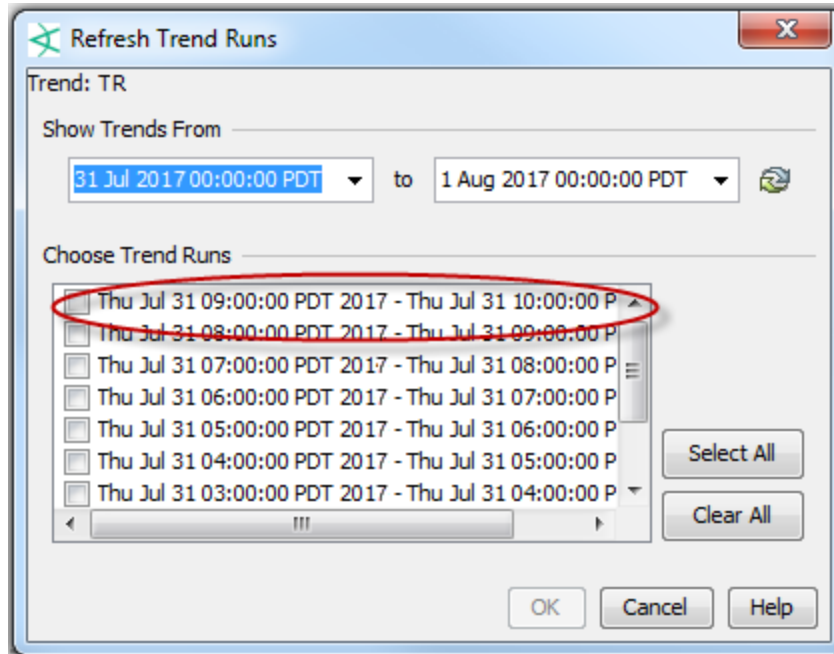 Refresh Trend Runs
Trend: TR
Show Trends From
31 Jul 2017 00:00:00 PDT to 1 Aug 2017 00:00:00 PDT
Choose Trend Runs
Thu Jul 31 09:00:00 PDT 2017 - Thu Jul 31 10:00:00 P
Thu Jul 31 08:00:00 PDT 2017 - Thu Jul 31 09:00:00 P
Thu Jul 31 07:00:00 PDT 2017 - Thu Jul 31 08:00:00 P
Thu Jul 31 06:00:00 PDT 2017 - Thu Jul 31 07:00:00 P
Thu Jul 31 05:00:00 PDT 2017 - Thu Jul 31 06:00:00 P
Thu Jul 31 04:00:00 PDT 2017 - Thu Jul 31 05:00:00 P
Thu Jul 31 03:00:00 PDT 2017 - Thu Jul 31 04:00:00 P
Select All
Clear All
OK Cancel Help